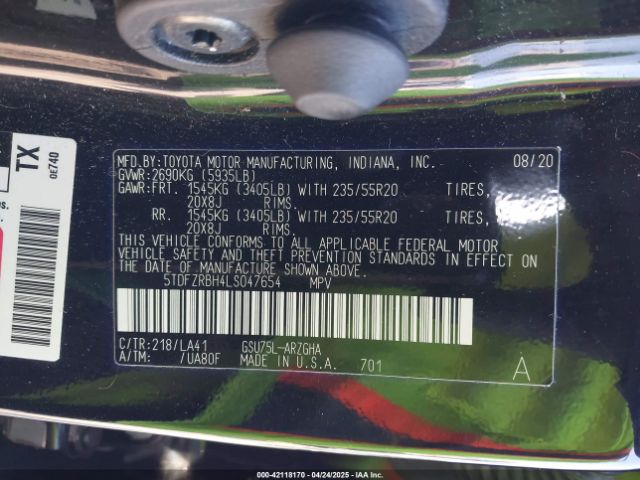 TX
0E740
MFD.BY:TOYOTA MOTOR MANUFACTURING, INDIANA, INC. 08/20
GVWR:2690KG (5935LB)
GAWR:FRT. 1545KG (3405LB) WITH 235/55R20 TIRES,
20X8J RIMS.
RR. 1545KG (3405LB) WITH 235/55R20 TIRES,
20X8J RIMS.
THIS VEHICLE CONFORMS TO ALL APPLICABLE FEDERAL MOTOR
VEHICLE SAFETY AND THEFT PREVENTION STANDARDS IN EFFECT ON
THE DATE OF MANUFACTURE SHOWN ABOVE.
5TDFZRBH4LS047654 MPV
C/TR:218/LA41 GSU75L-ARZGHA
A/TM: /UA80F MADE IN U.S.A. 701 A
000-42118170 - 04/24/2025 - IAA Inc.